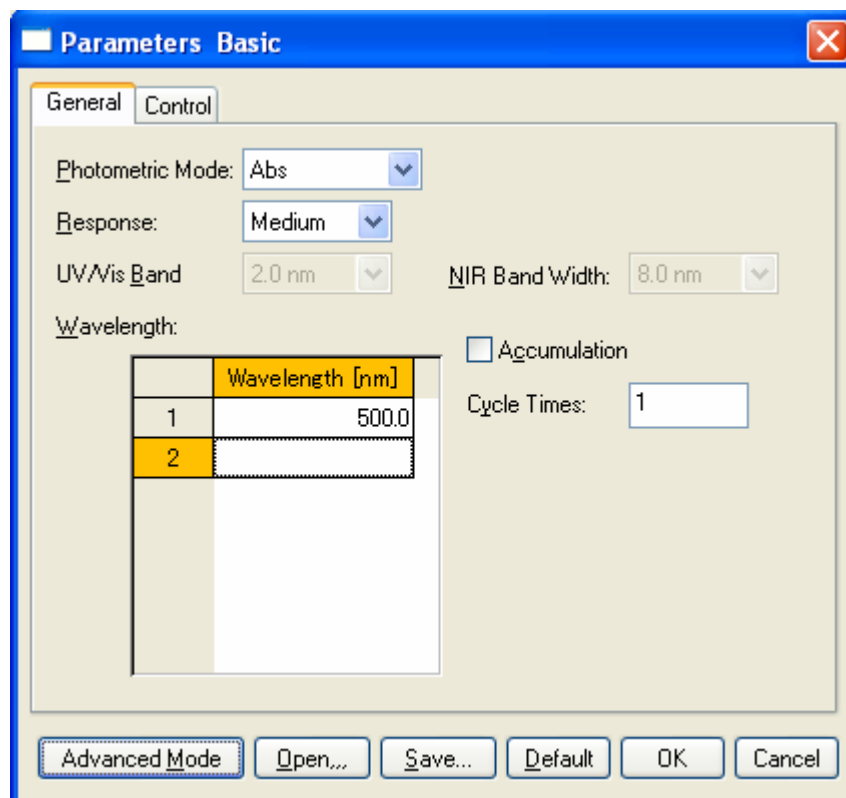 Parameters Basic
General Control
Photometric Mode: Abs
Response: Medium
UV/Vis Band 2.0 nm NIR Band Width: 8.0 nm
Wavelength:
Accumulation
Wavelength [nm]
Cycle Times: 1
1 500.0
2
Advanced Mode Open,,, Save... Default OK Cancel